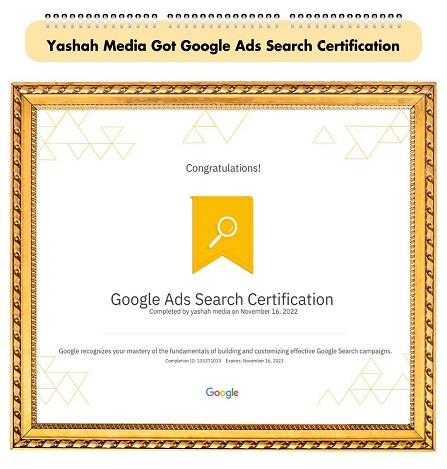 Yashah Media Got Google Ads Search Certification
Congratulations!
Google Ads Search Certification
Completed by yashah media on November 16, 2022
Google recognizes your mastery of the fundamentals of building and customizing effective Google Search campaigns.
Completion ID: 131271033 Expires: November 16, 2023
Google